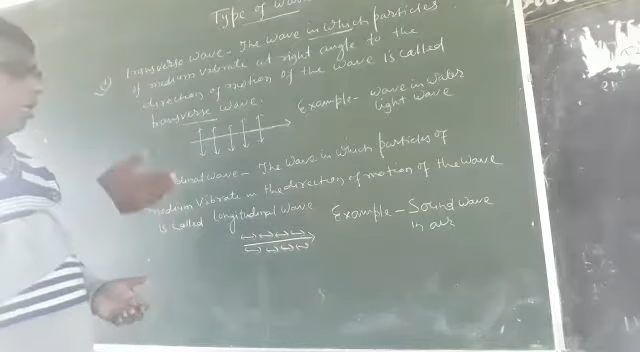 Type of wave
Transverse wave - The wave in which particles
of medium vibrate at right angle to the
direction of motion of the wave is called
transverse wave.
Example - wave in water
light wave
dinal wave - The wave in which particles of
medium vibrate in the direction of motion of the wave
is called longitudinal wave
Example - Sound wave
in air